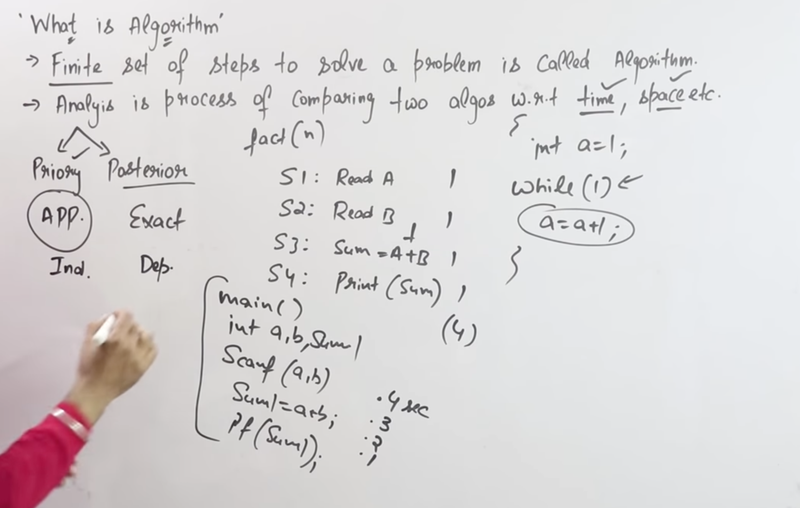 'What is Algorithm'
→ Finite set of steps to solve a problem is called Algorithm.
→ Analyis is process of comparing two algos w.r.t time, space etc.
Priory Posterior
APP. Exact
Ind. Dep.
fact(n)
S1: Read A 1
S2: Read B 1
S3: Sum = A+B 1
S4: Print (Sum) 1
(4)
{
int a=1;
while(1) ←
a=a+1;
}
main()
int a,b,Sum1
Scanf (a,b)
Sum1=a+b; .4 sec
Pf(Sum1); .3